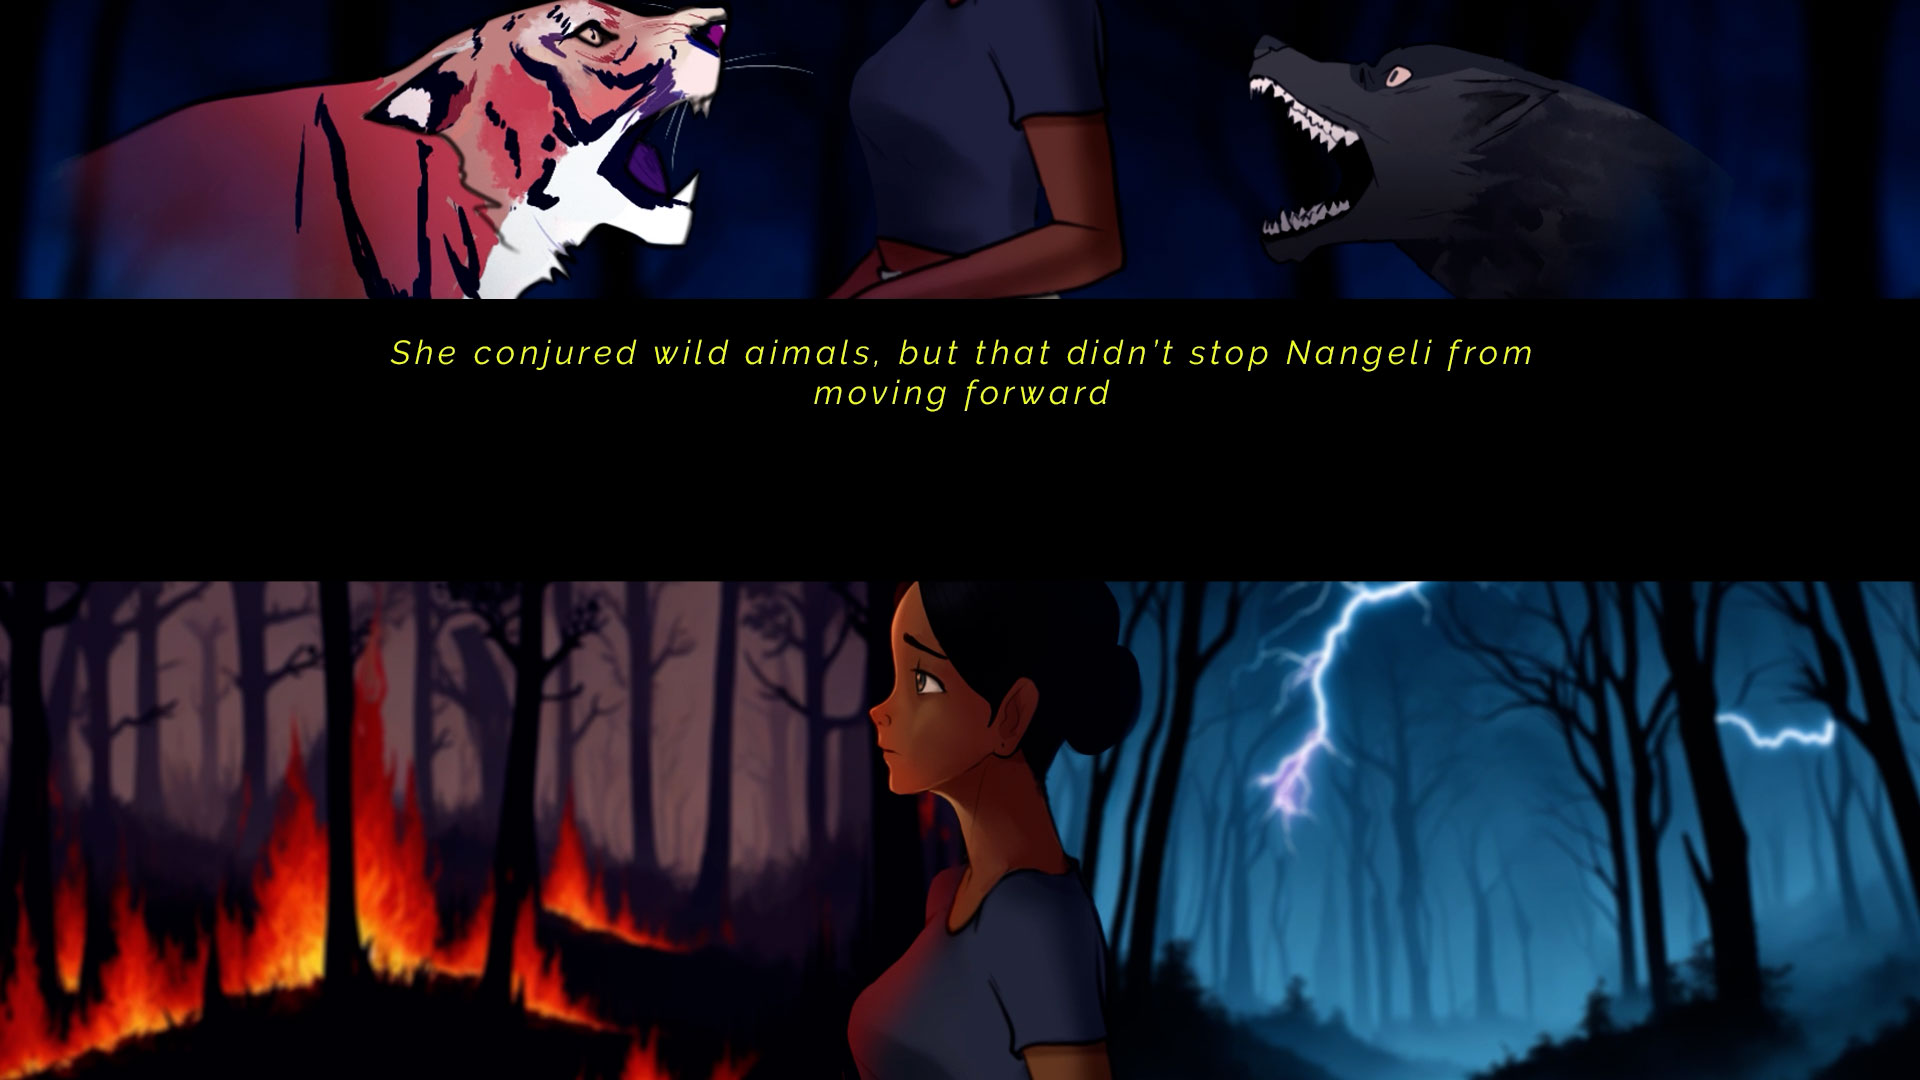 She conjured wild aimals, but that didn’t stop Nangeli from
moving forward